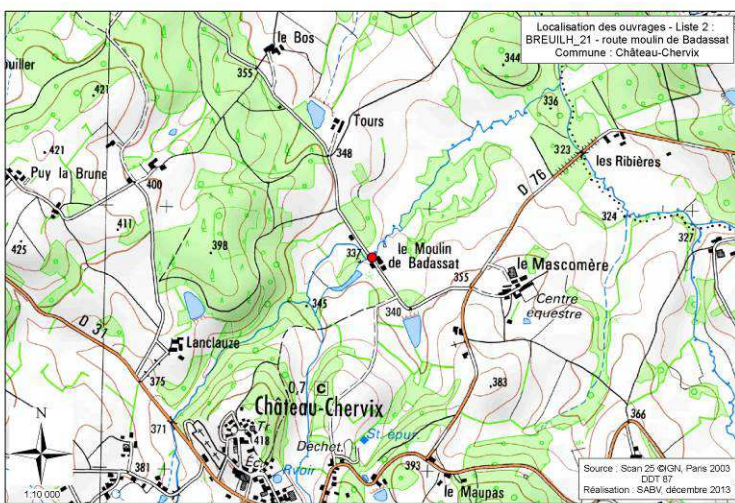 Localisation des ouvrages - Liste 2 :
BREUILH_21 - route moulin de Badassat
Commune : Château-Chervix
le Bos
355
344
421
336
Tours
348
323
les Ribières
421
Puy la Brune
400
D 76
411
324
327
398
425
337
le Moulin
de Badassat
355
le Mascomère
Centre
équestre
345
340
D 31
Lanclauze
375
383
0,7 C
Château-Chervix
371
Tr
418
St. épur.
366
Déchet.
Ecu
Rvoir
393
381
le Maupas
N
1:10 000
Source : Scan 25 ©IGN, Paris 2003
DDT 87
Réalisation : SABV, décembre 2013